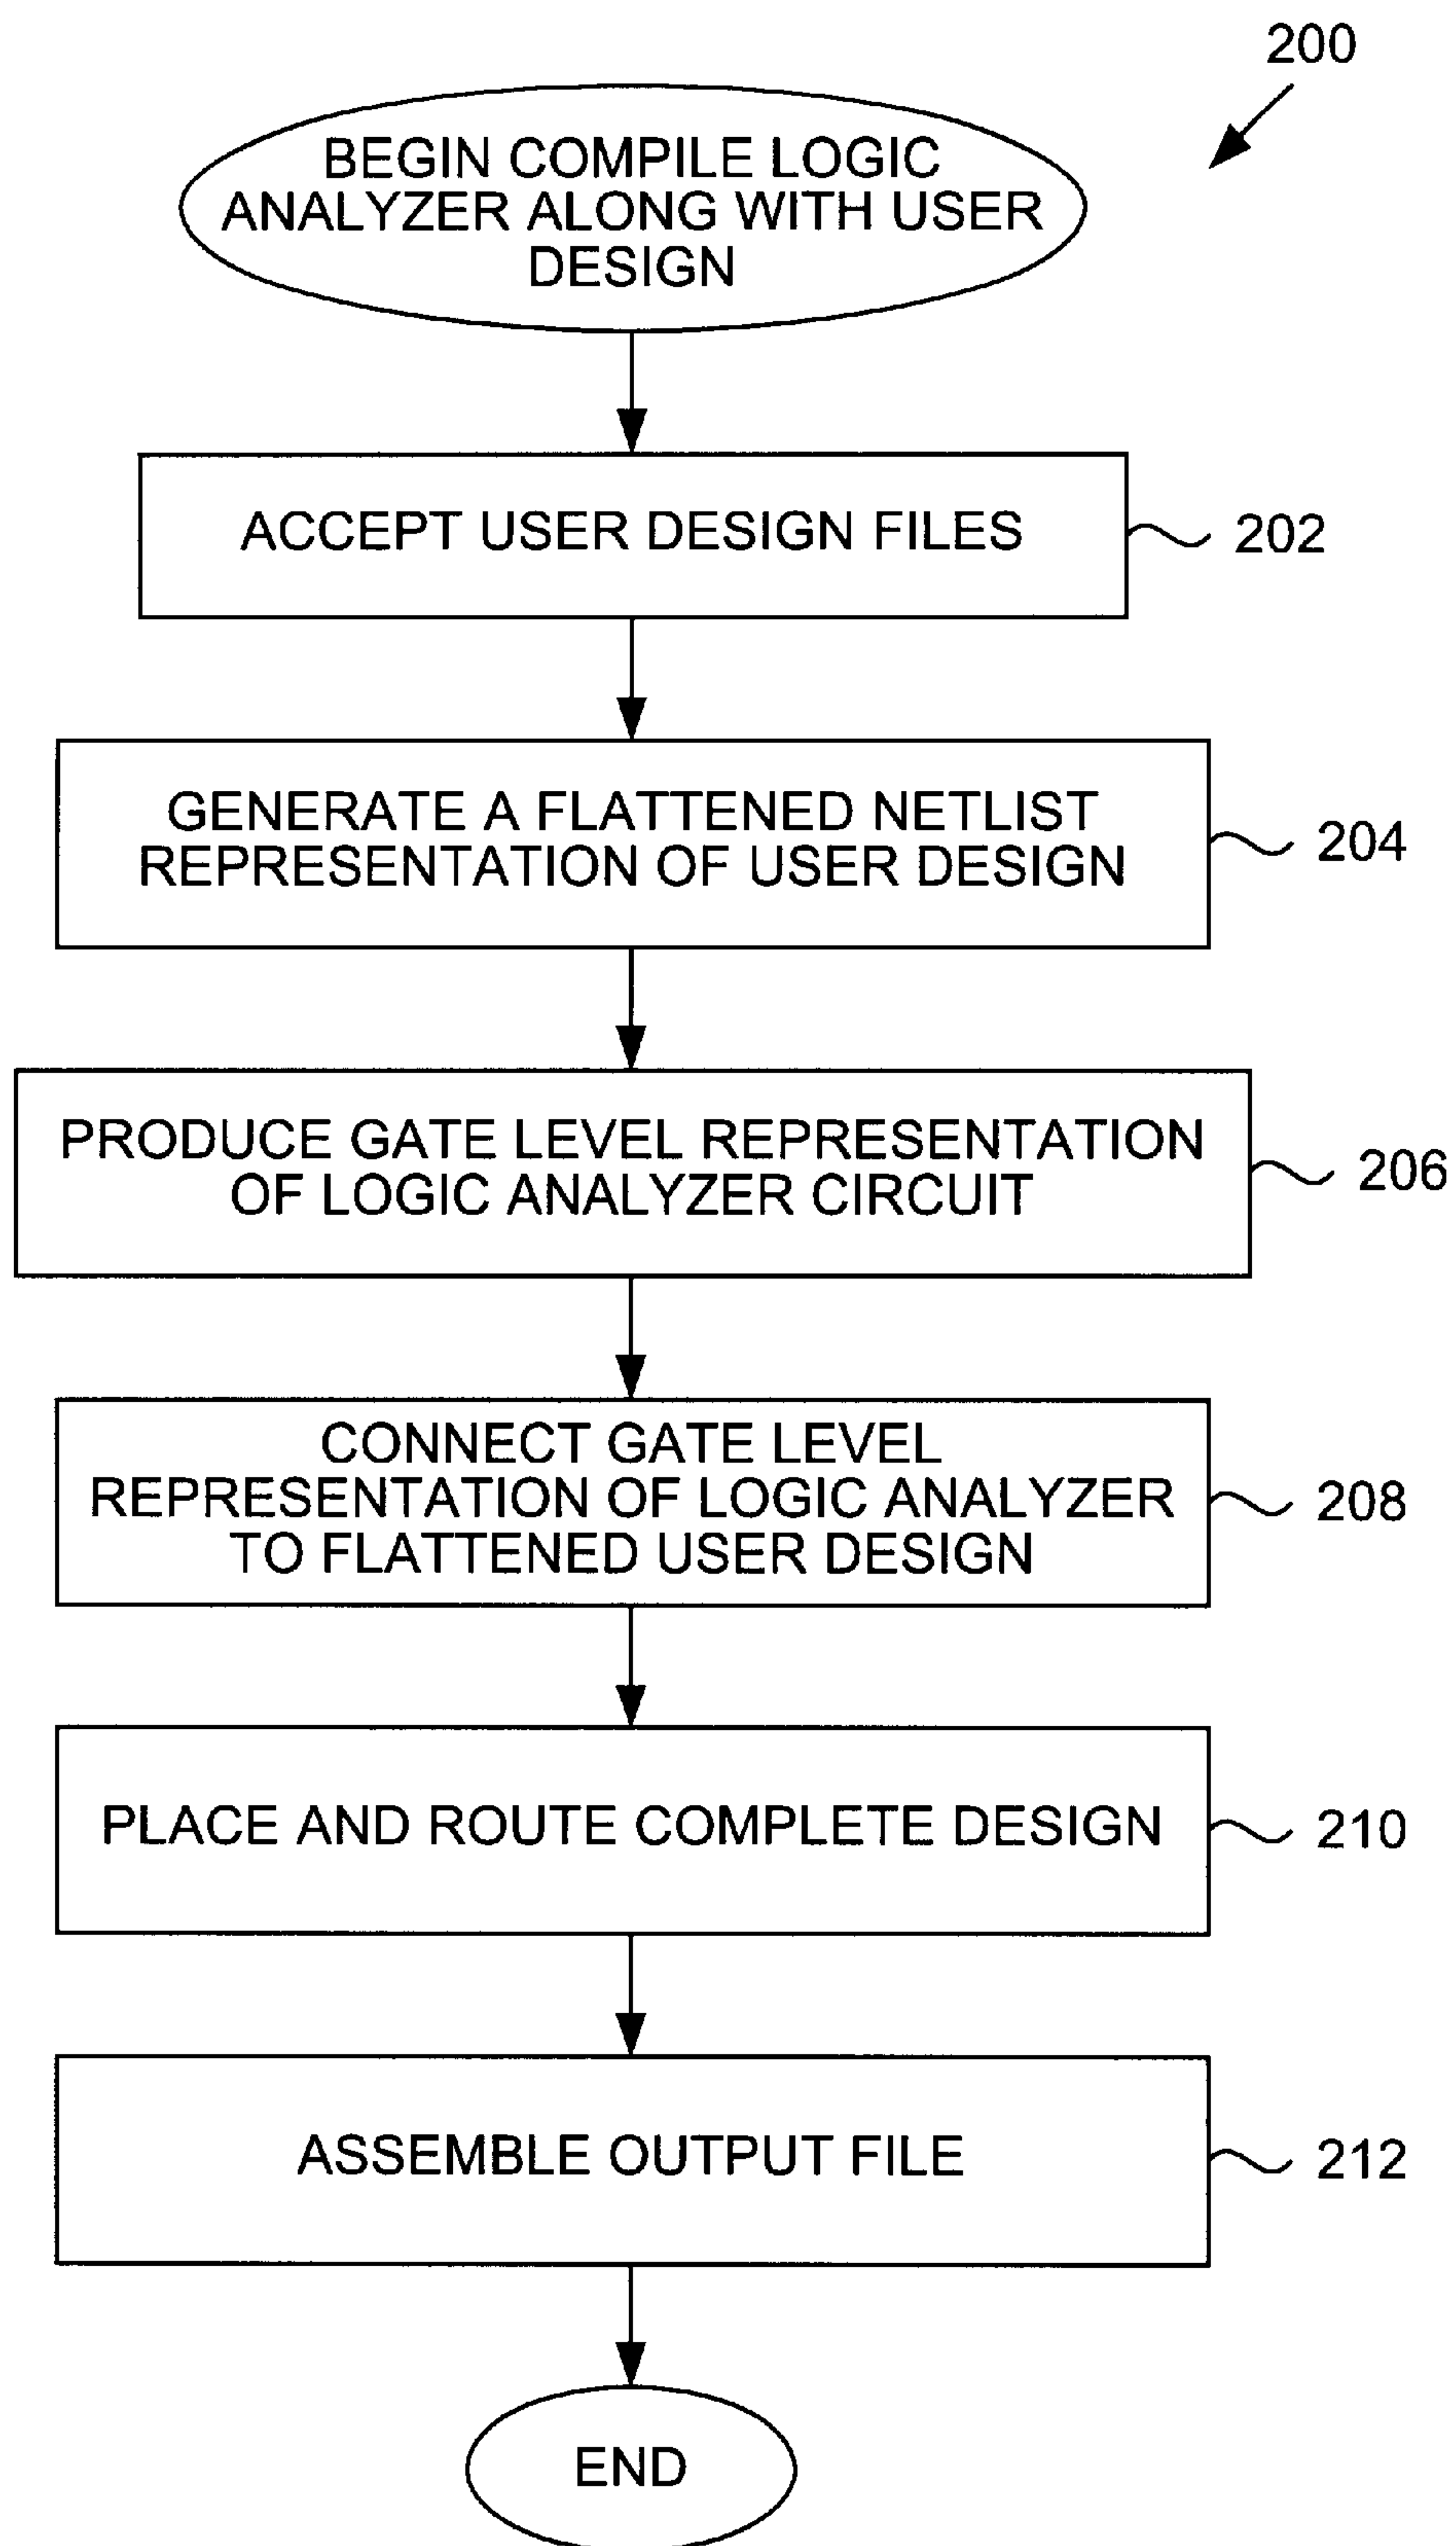 200
BEGIN COMPILE LOGIC
ANALYZER ALONG WITH USER
DESIGN
ACCEPT USER DESIGN FILES
202
GENERATE A FLATTENED NETLIST
REPRESENTATION OF USER DESIGN
204
PRODUCE GATE LEVEL REPRESENTATION
OF LOGIC ANALYZER CIRCUIT
206
CONNECT GATE LEVEL
REPRESENTATION OF LOGIC ANALYZER
TO FLATTENED USER DESIGN
208
PLACE AND ROUTE COMPLETE DESIGN
210
ASSEMBLE OUTPUT FILE
212
END